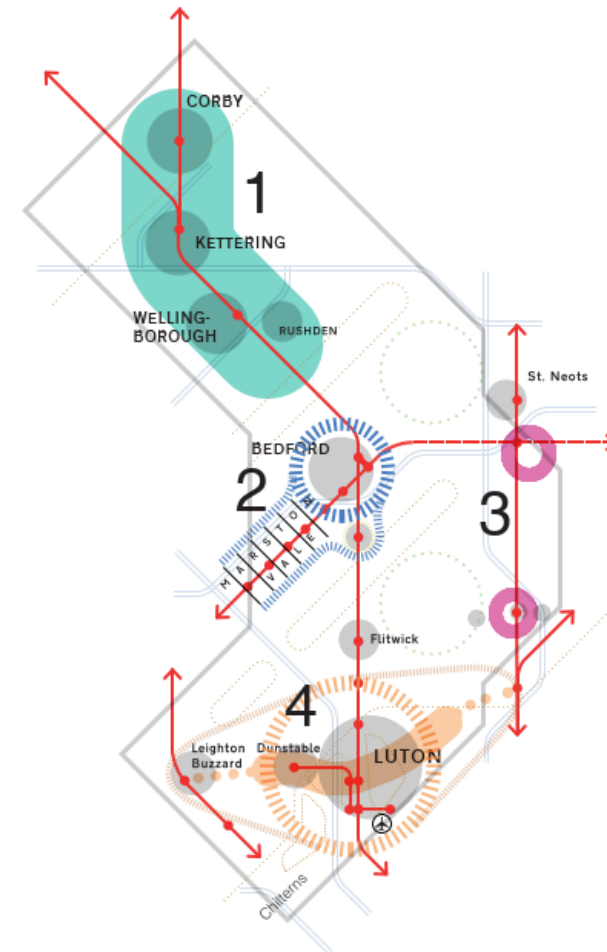 CORBY
1
KETTERING
WELLING-
BOROUGH
RUSHDEN
St. Neots
BEDFORD
2
3
MARSTON
VALE
Flitwick
4
Leighton
Buzzard
Dunstable
LUTON
Chilterns